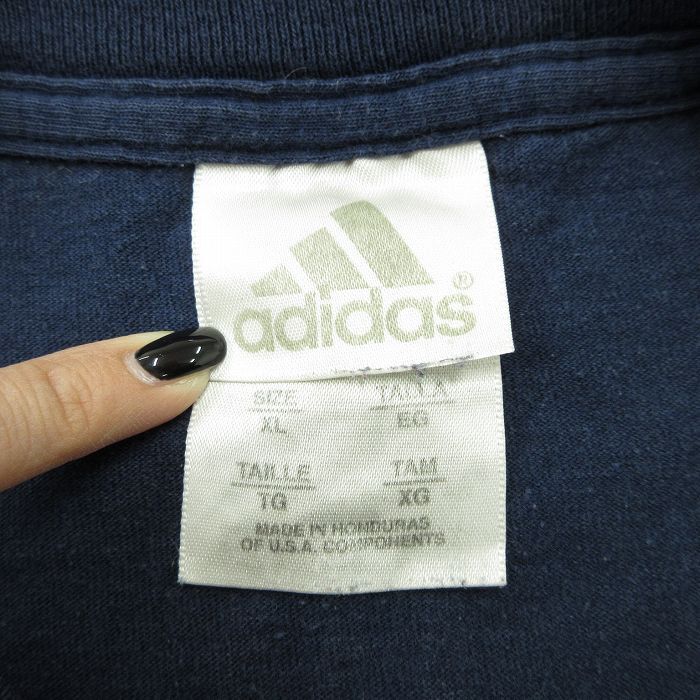 adidas®
SIZE TALLA
XL EG
TAILLE TAM
TG XG
MADE IN HONDURAS
OF U.S.A. COMPONENTS